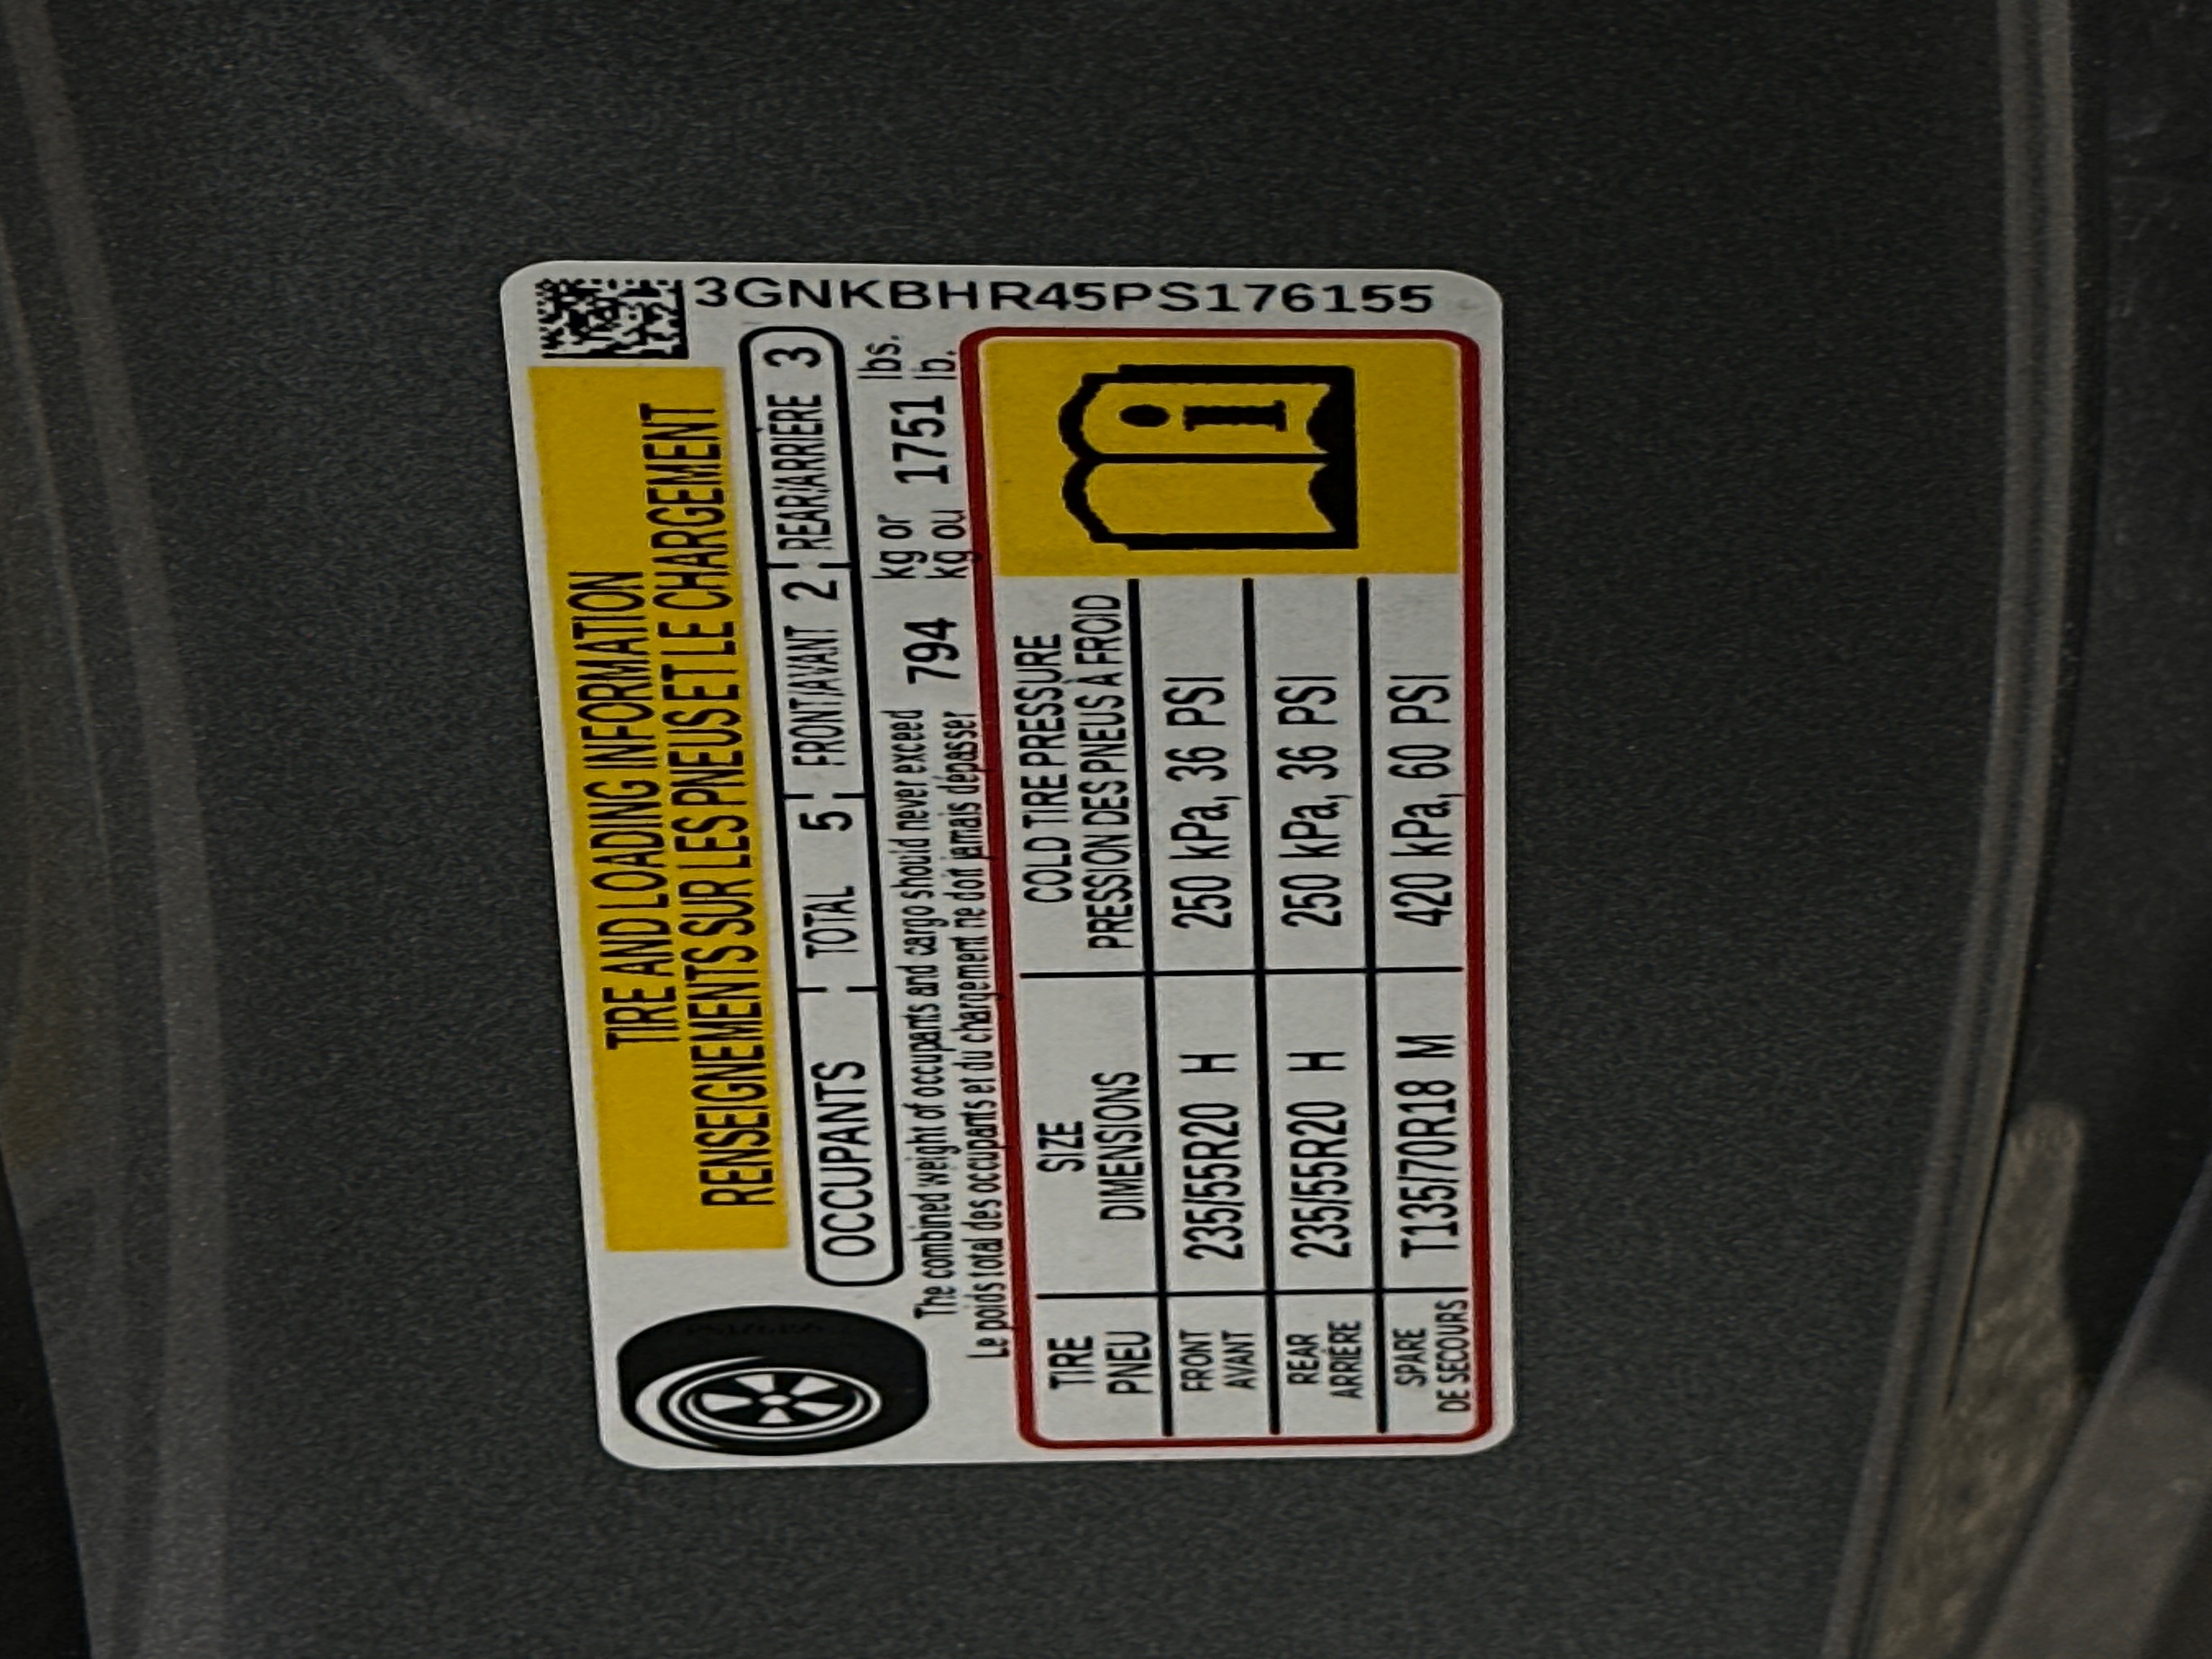 TIRE AND LOADING INFORMATION
RENSEIGNEMENTS SUR LES PNEUS ET LE CHARGEMENT
OCCUPANTS TOTAL 5 FRONT/AVANT 2 REAR/ARRIÈRE 3
The combined weight of occupants and cargo should never exceed 794 kg or 1751 lbs.
Le poids total des occupants et du chargement ne doit jamais dépasser kg ou lb.
TIRE SIZE COLD TIRE PRESSURE
PNEU DIMENSIONS PRESSION DES PNEUS À FROID
FRONT
AVANT 235/55R20 H 250 kPa, 36 PSI
REAR
ARRIÈRE 235/55R20 H 250 kPa, 36 PSI
SPARE
DE SECOURS T135/70R18 M 420 kPa, 60 PSI
3GNKBHR45PS176155